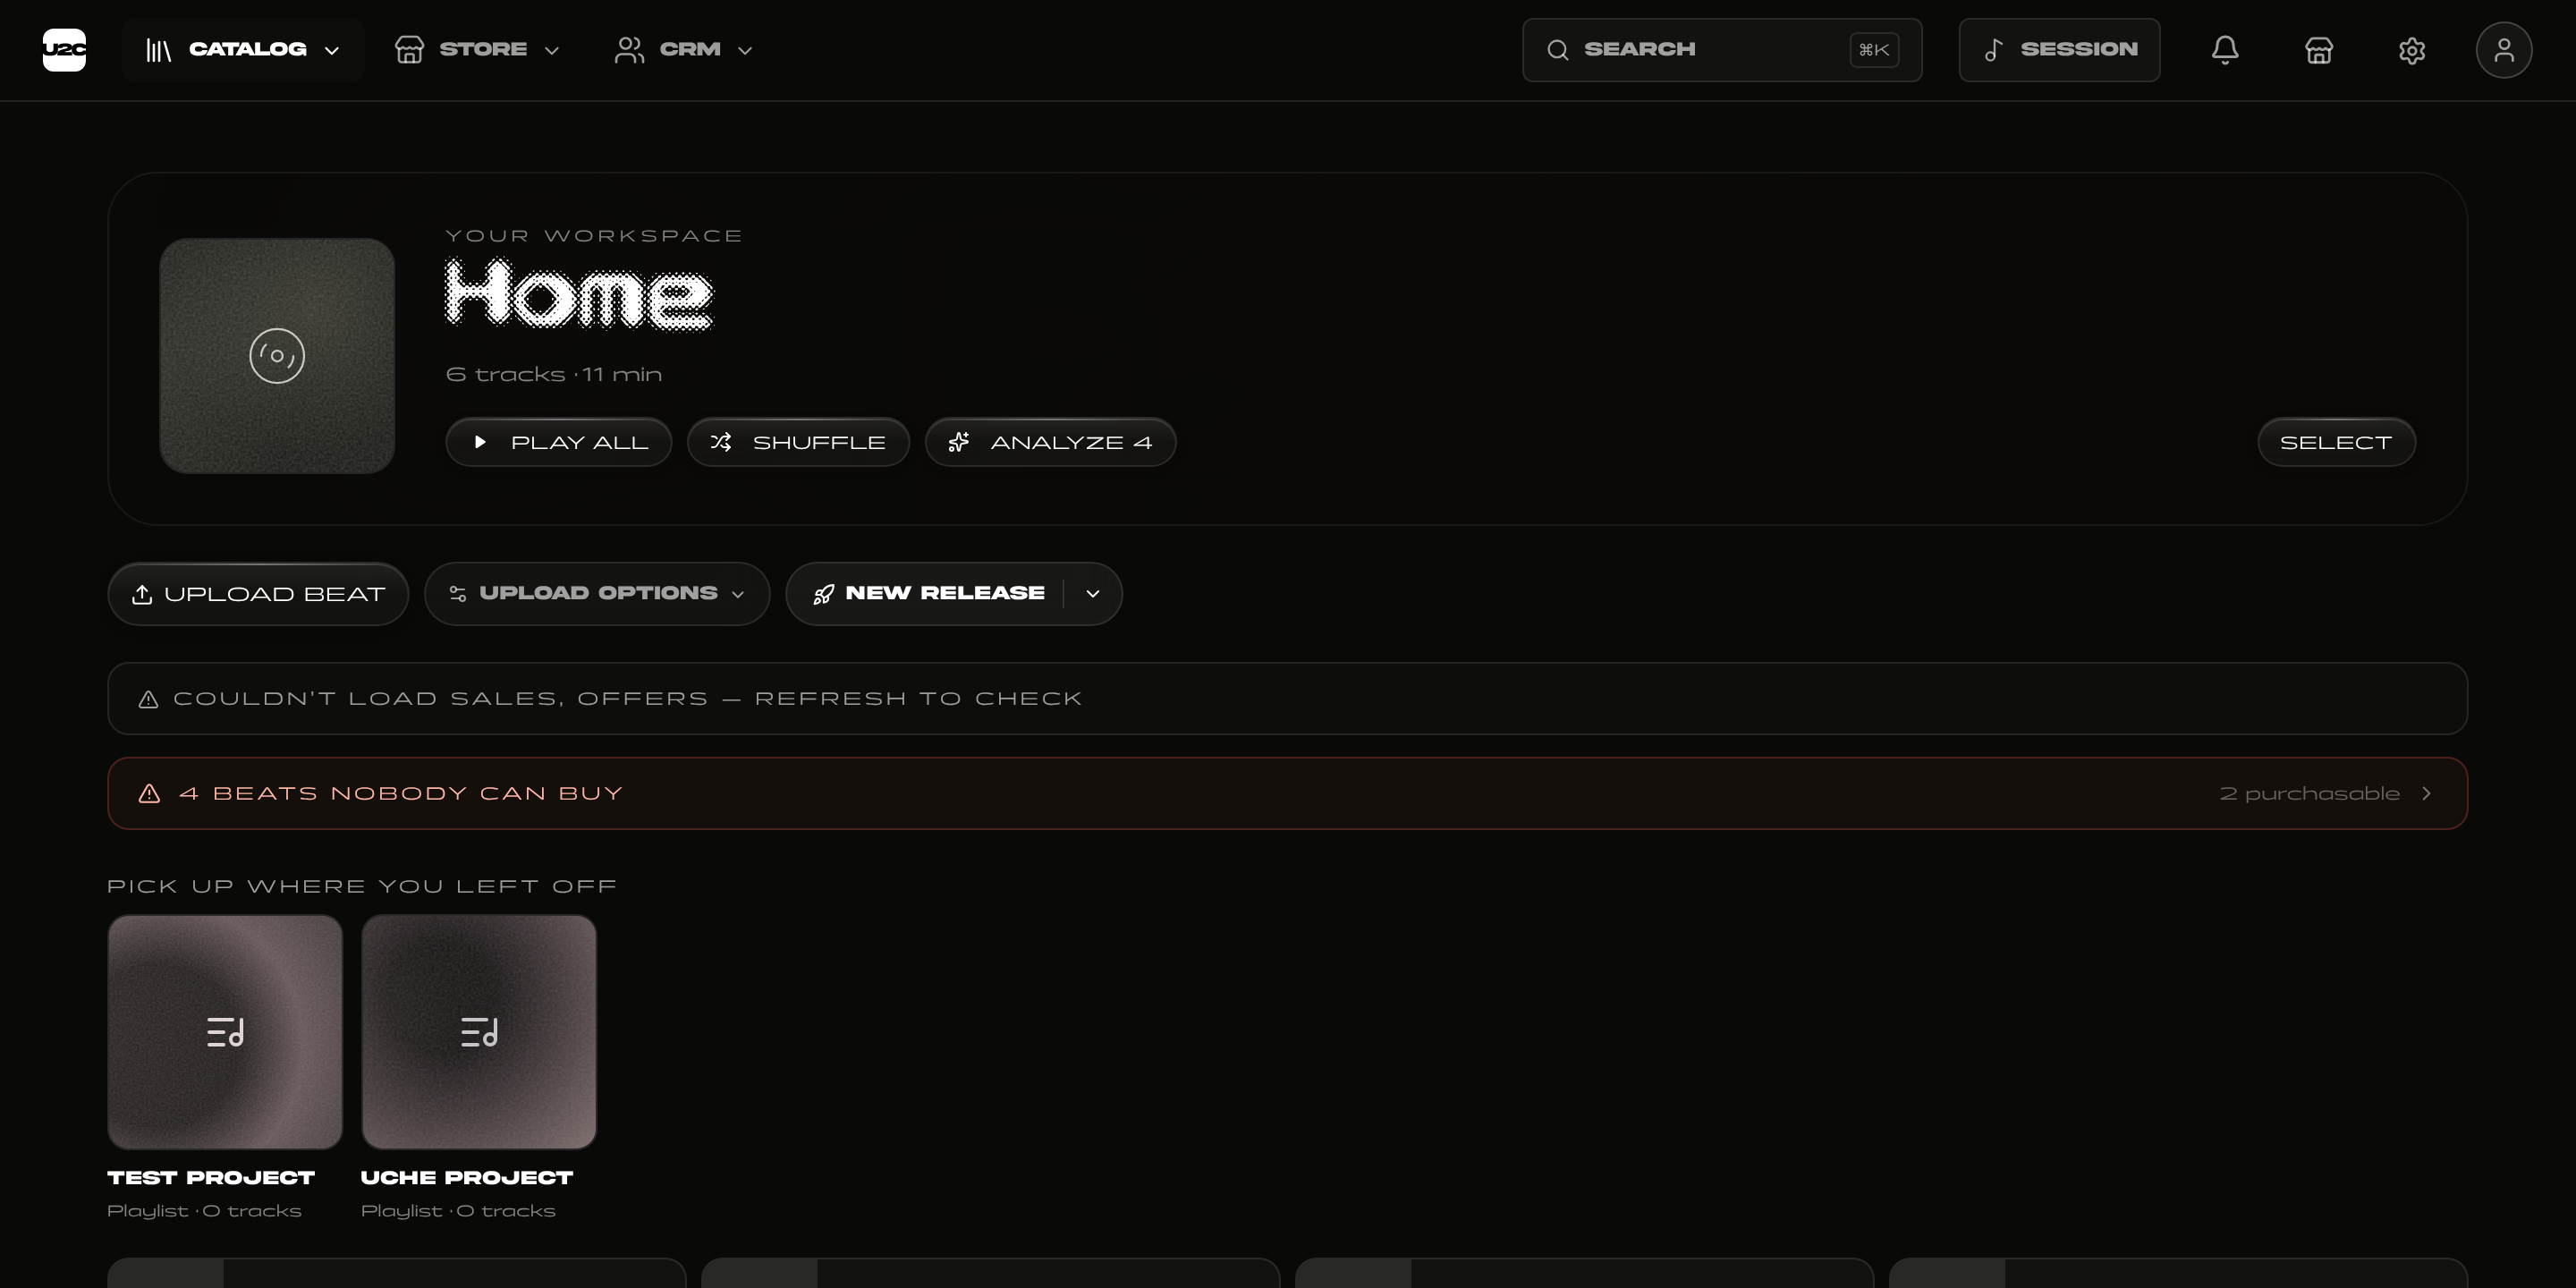 U2C
CATALOG
STORE
CRM
SEARCH
⌘K
SESSION
YOUR WORKSPACE
Home
6 tracks · 11 min
PLAY ALL
SHUFFLE
ANALYZE 4
SELECT
UPLOAD BEAT
UPLOAD OPTIONS
NEW RELEASE
COULDN'T LOAD SALES, OFFERS — REFRESH TO CHECK
4 BEATS NOBODY CAN BUY
2 purchasable
PICK UP WHERE YOU LEFT OFF
TEST PROJECT
Playlist · 0 tracks
UCHE PROJECT
Playlist · 0 tracks